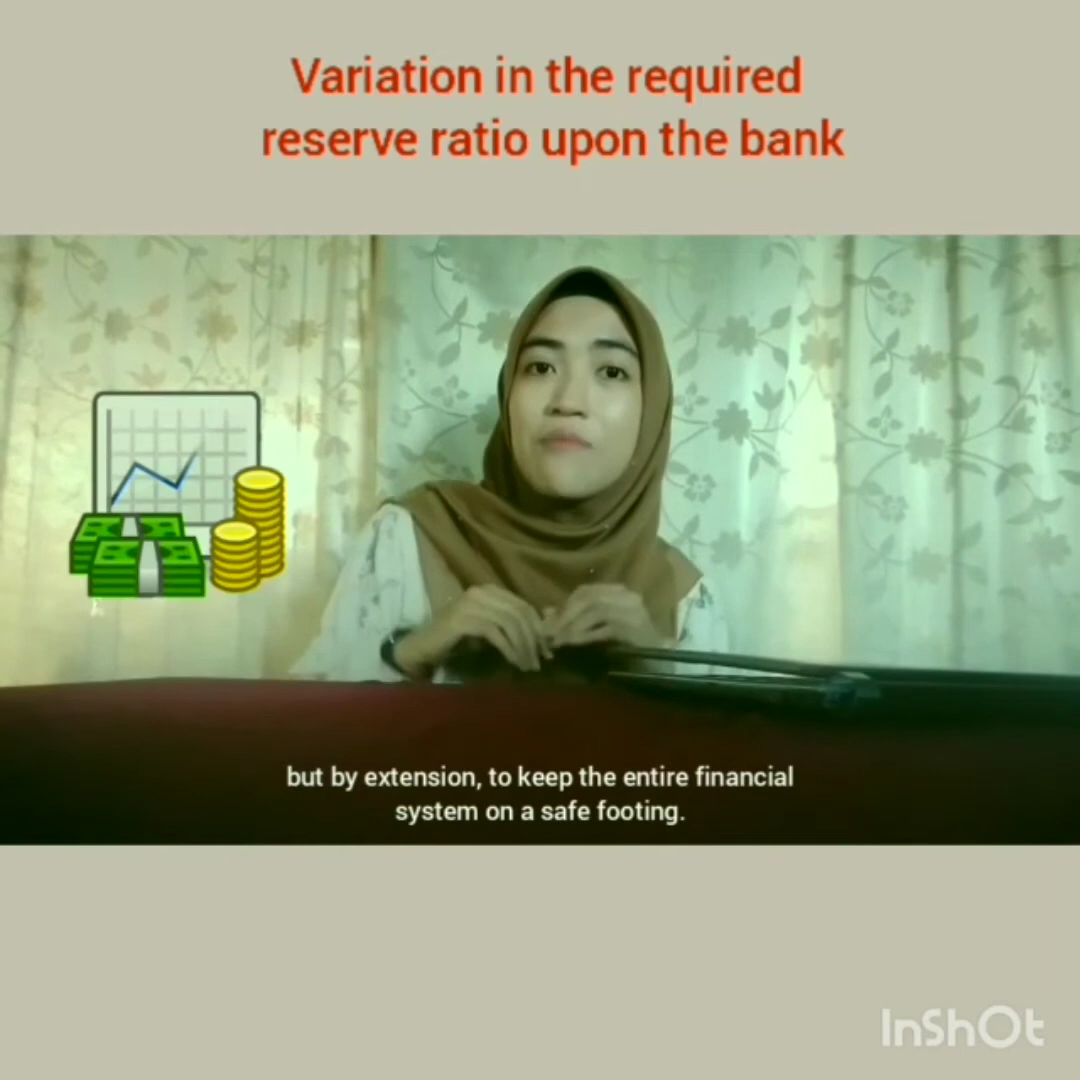 Variation in the required
reserve ratio upon the bank
but by extension, to keep the entire financial
system on a safe footing.
InShOt